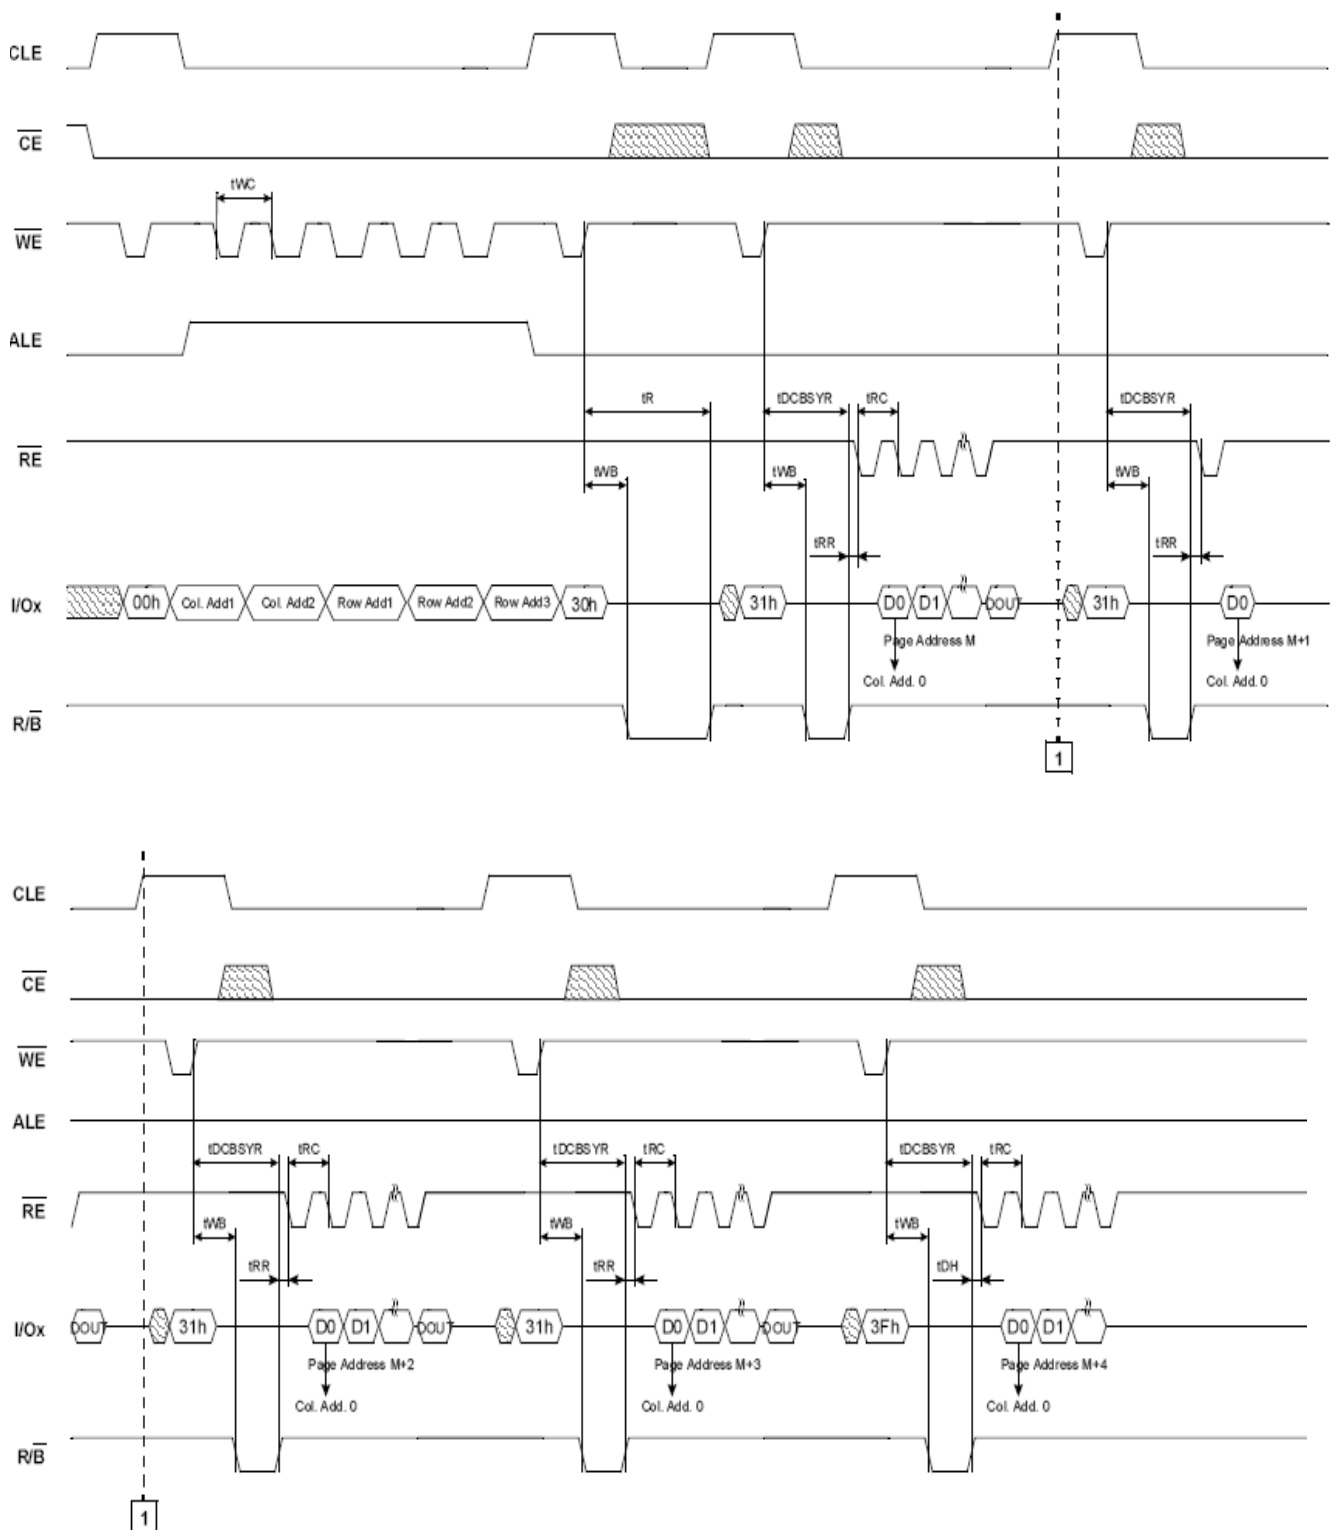 CLE
CE
tWC
WE
ALE
tR
tDCBSYR
tRC
tDCBSYR
RE
tWB
tWB
tWB
tRR
tRR
I/Ox
00h
Col. Add1
Col. Add2
Row Add1
Row Add2
Row Add3
30h
31h
D0
D1
DOUT
31h
D0
Page Address M
Page Address M+1
Col. Add. 0
Col. Add. 0
R/B
1
CLE
CE
WE
ALE
tDCBSYR
tRC
tDCBSYR
tRC
tDCBSYR
tRC
RE
tWB
tWB
tWB
tRR
tRR
tDH
I/Ox
DOUT
31h
D0
D1
DOUT
31h
D0
D1
DOUT
3Fh
D0
D1
Page Address M+2
Page Address M+3
Page Address M+4
Col. Add. 0
Col. Add. 0
Col. Add. 0
R/B
1